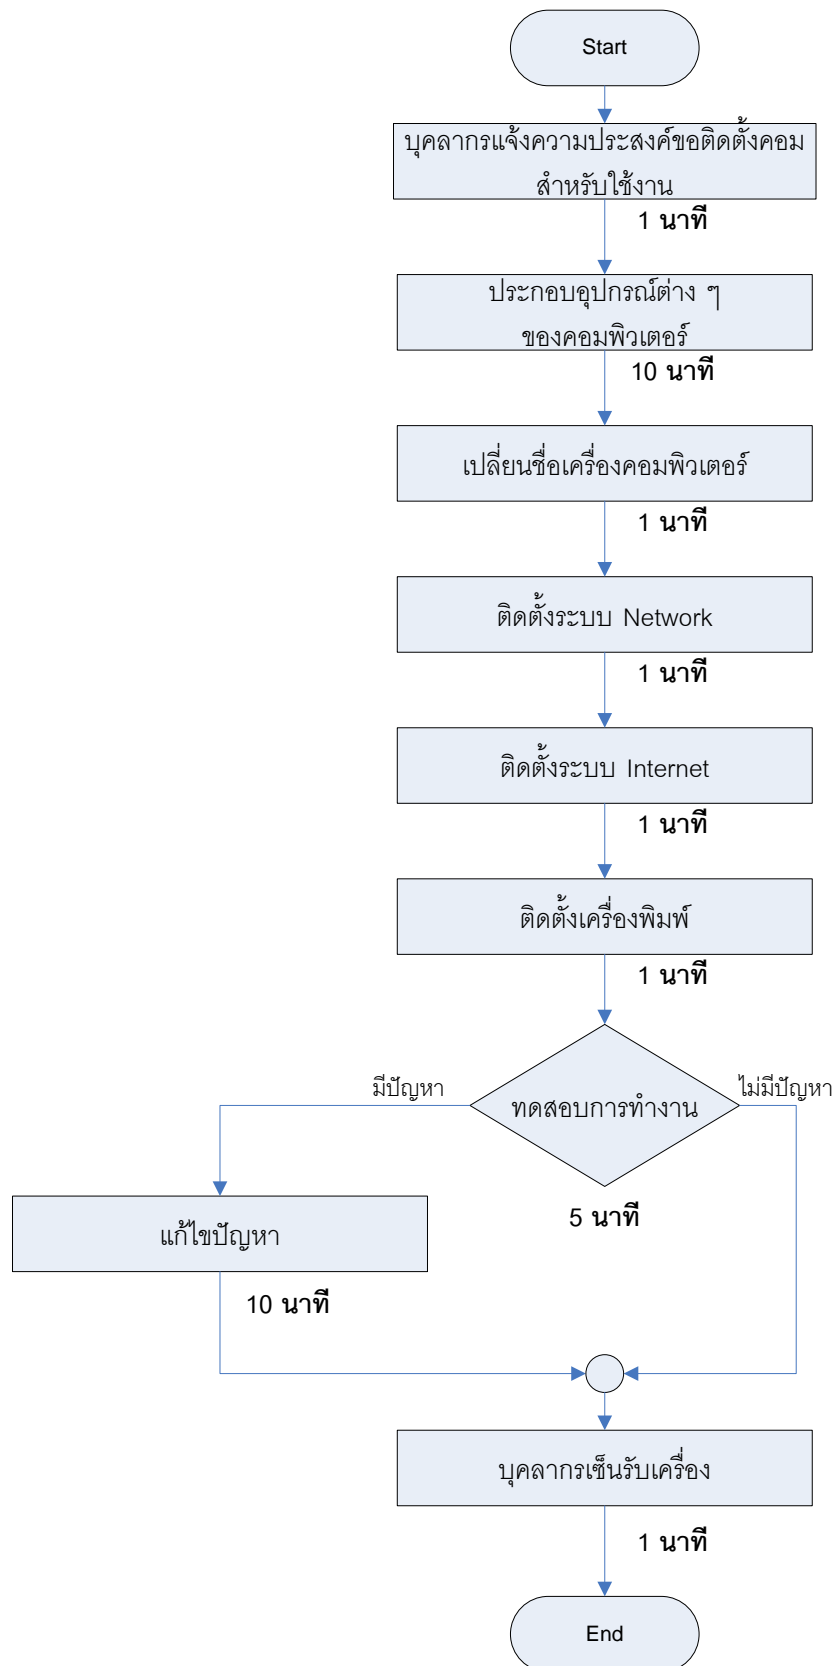 Start
บุคลากรแจ้งความประสงค์ขอติดตั้งคอม
สำหรับใช้งาน
1 นาที
ประกอบอุปกรณ์ต่าง ๆ
ของคอมพิวเตอร์
10 นาที
เปลี่ยนชื่อเครื่องคอมพิวเตอร์
1 นาที
ติดตั้งระบบ Network
1 นาที
ติดตั้งระบบ Internet
1 นาที
ติดตั้งเครื่องพิมพ์
1 นาที
มีปัญหา
ไม่มีปัญหา
ทดสอบการทำงาน
5 นาที
แก้ไขปัญหา
10 นาที
บุคลากรเซ็นรับเครื่อง
1 นาที
End